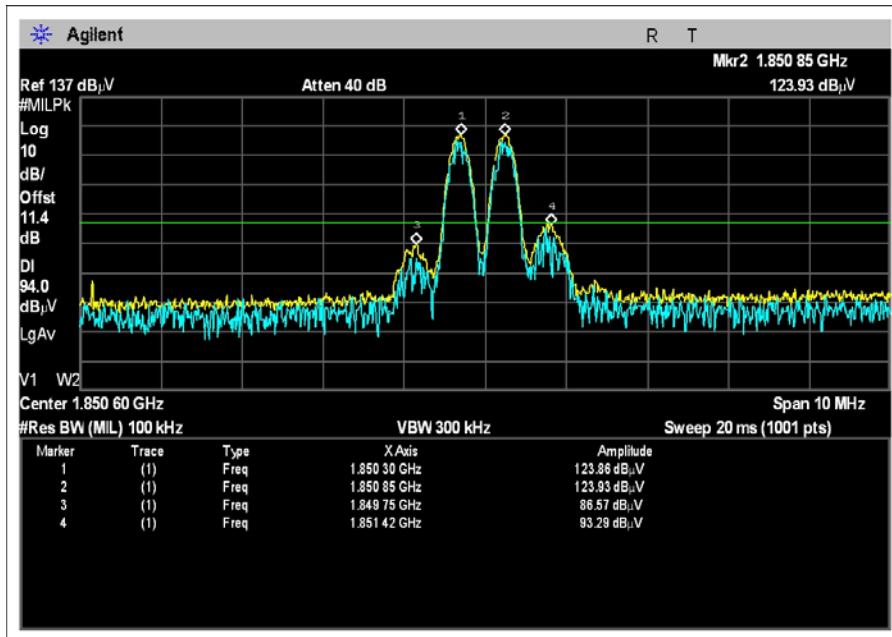 Agilent R T
Mkr2 1.850 85 GHz
Ref 137 dBµV Atten 40 dB 123.93 dBµV
#MILPk
Log
10
dB/
Offst
11.4
dB
DI
94.0
dBµV
LgAv
V1 W2
1 2
3 4
Center 1.850 60 GHz Span 10 MHz
#Res BW (MIL) 100 kHz VBW 300 kHz Sweep 20 ms (1001 pts)
Marker Trace Type X Axis Amplitude
1 (1) Freq 1.850 30 GHz 123.86 dBµV
2 (1) Freq 1.850 85 GHz 123.93 dBµV
3 (1) Freq 1.849 75 GHz 86.57 dBµV
4 (1) Freq 1.851 42 GHz 93.29 dBµV